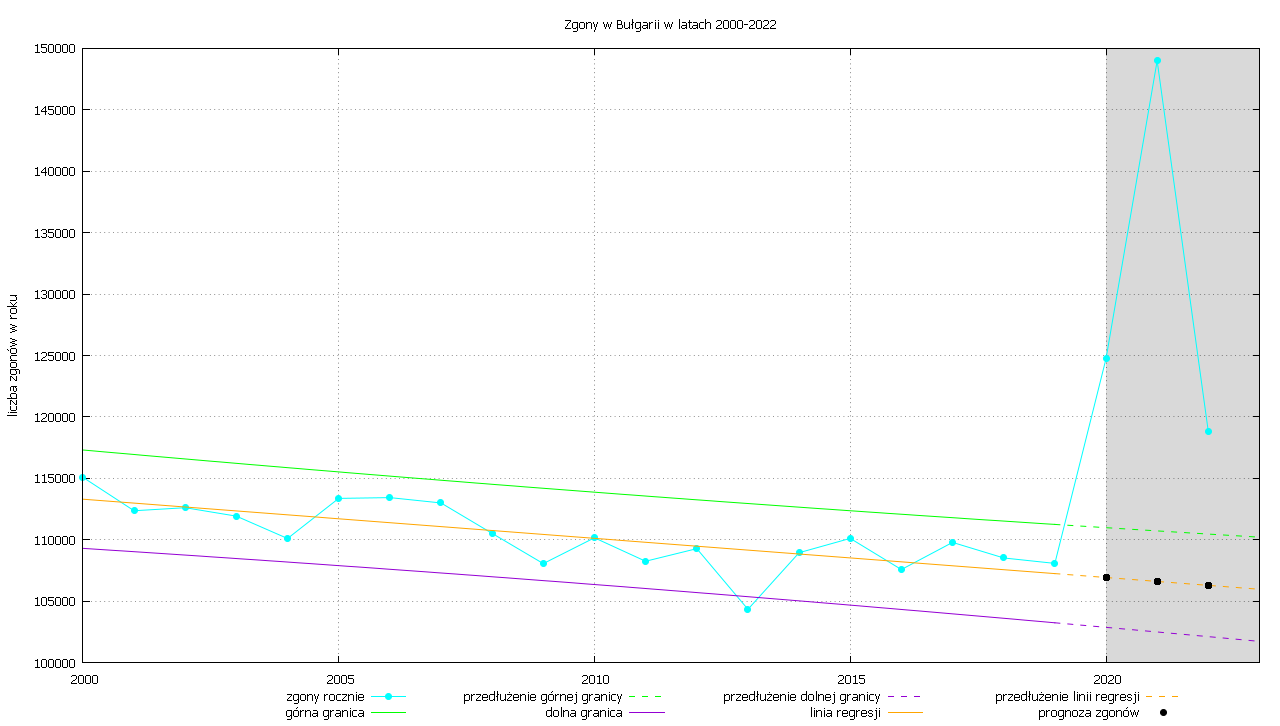 Zgony w Bułgarii w latach 2000-2022
150000
145000
140000
135000
130000
125000
120000
115000
110000
105000
100000
liczba zgonów w roku
2000 2005 2010 2015 2020
zgony rocznie przedłużenie górnej granicy przedłużenie dolnej granicy przedłużenie linii regresji
górna granica dolna granica linia regresji prognoza zgonów